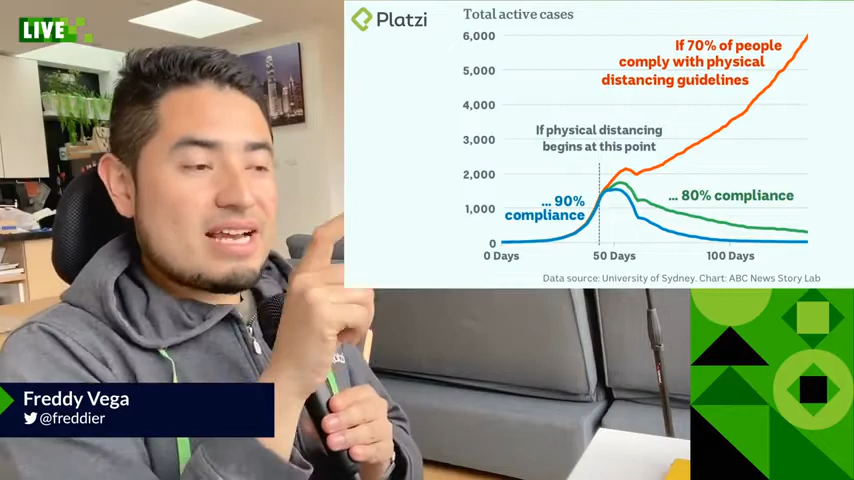 LIVE
Platzi
Total active cases
6,000
5,000
4,000
3,000
2,000
1,000
0
If 70% of people
comply with physical
distancing guidelines
If physical distancing
begins at this point
... 90%
compliance
... 80% compliance
0 Days
50 Days
100 Days
Data source: University of Sydney. Chart: ABC News Story Lab
Freddy Vega
@freddier